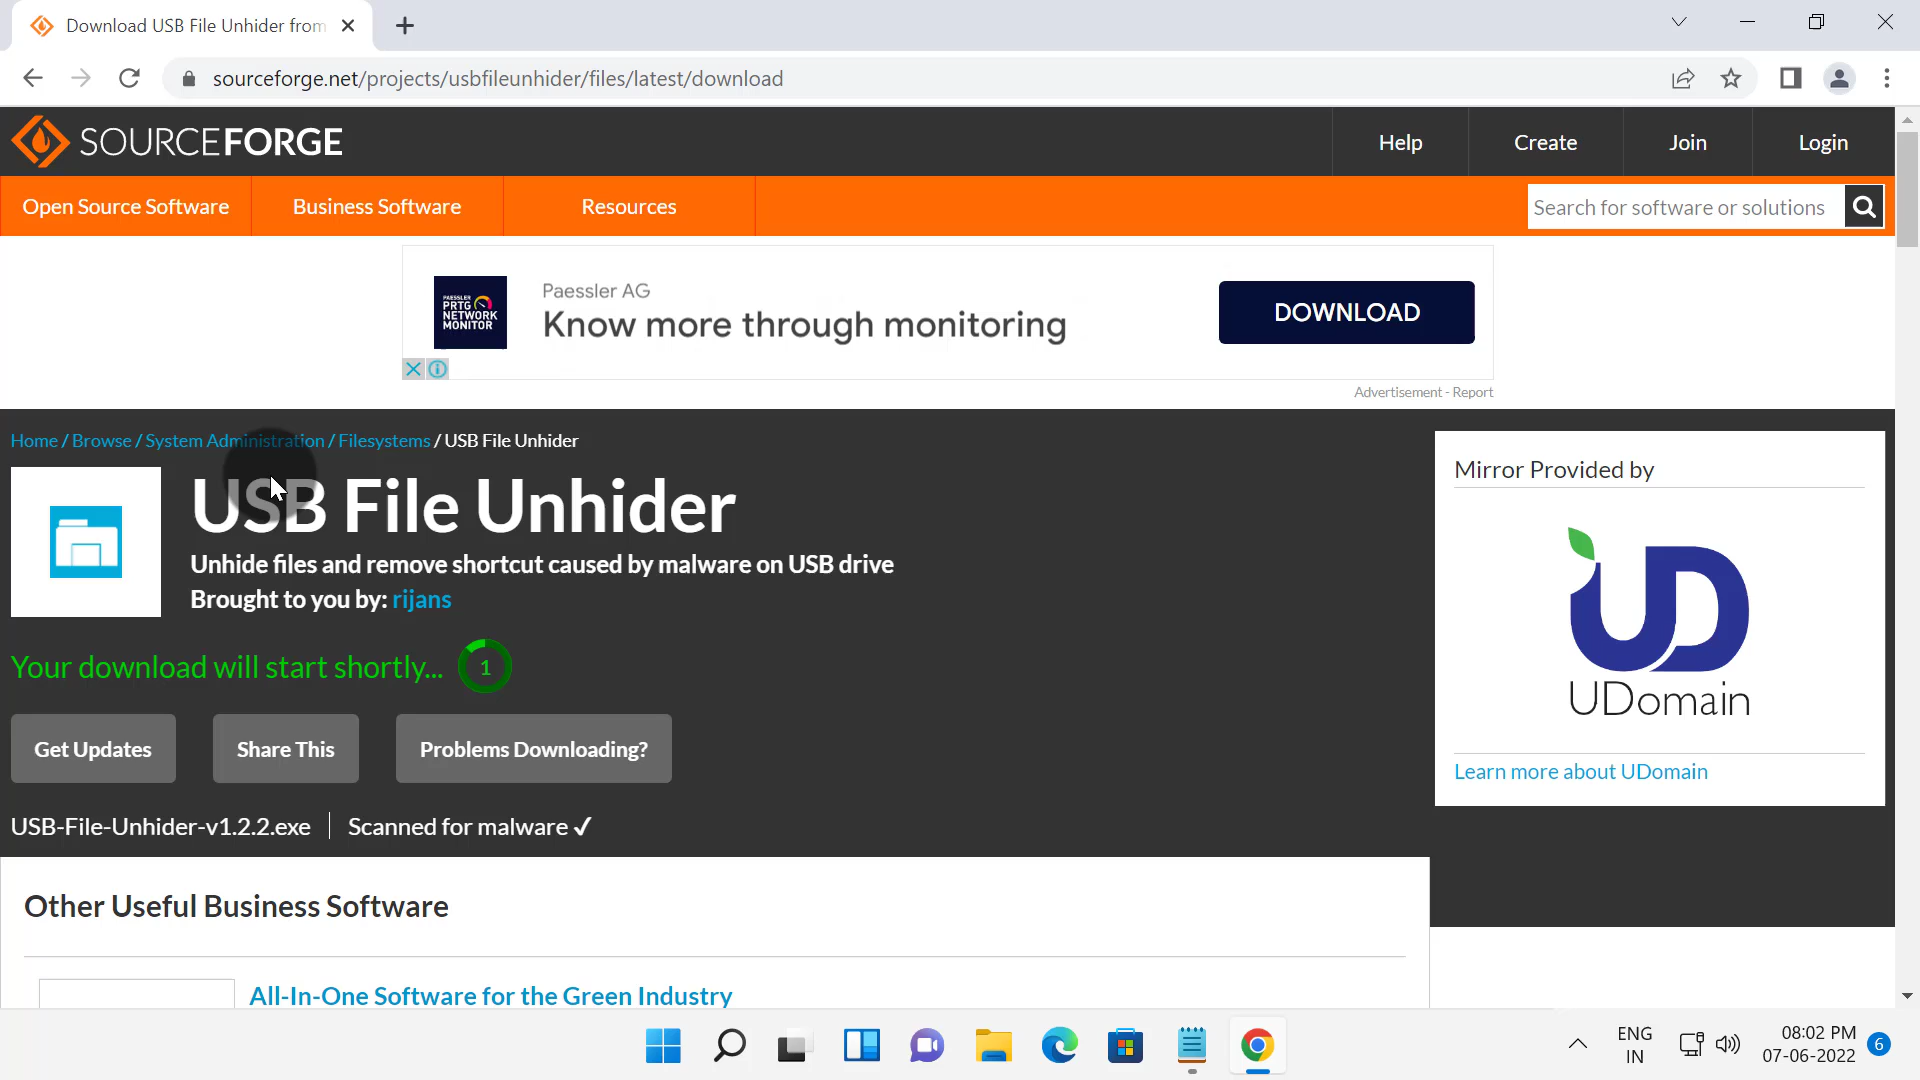 Download USB File Unhider from
sourceforge.net/projects/usbfileunhider/files/latest/download
SOURCEFORGE
Help
Create
Join
Login
Open Source Software
Business Software
Resources
Search for software or solutions
PAESSLER
PRTG
NETWORK
MONITOR
Paessler AG
Know more through monitoring
DOWNLOAD
Advertisement - Report
Home / Browse / System Administration / Filesystems / USB File Unhider
USB File Unhider
Unhide files and remove shortcut caused by malware on USB drive
Brought to you by: rijans
Your download will start shortly... 1
Get Updates
Share This
Problems Downloading?
USB-File-Unhider-v1.2.2.exe
Scanned for malware ✓
Mirror Provided by
UD
UDomain
Learn more about UDomain
Other Useful Business Software
All-In-One Software for the Green Industry
ENG
IN
08:02 PM
07-06-2022
6